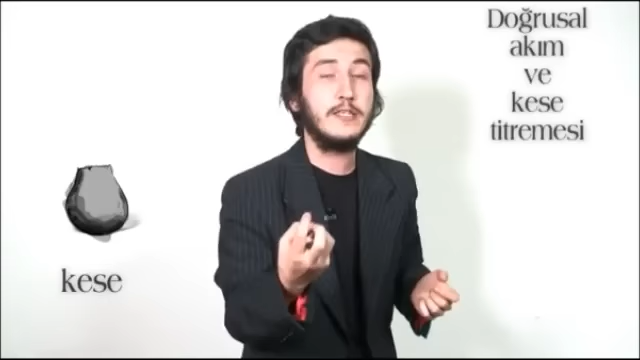 Doğrusal
akım
ve
kese
titremesi
kese